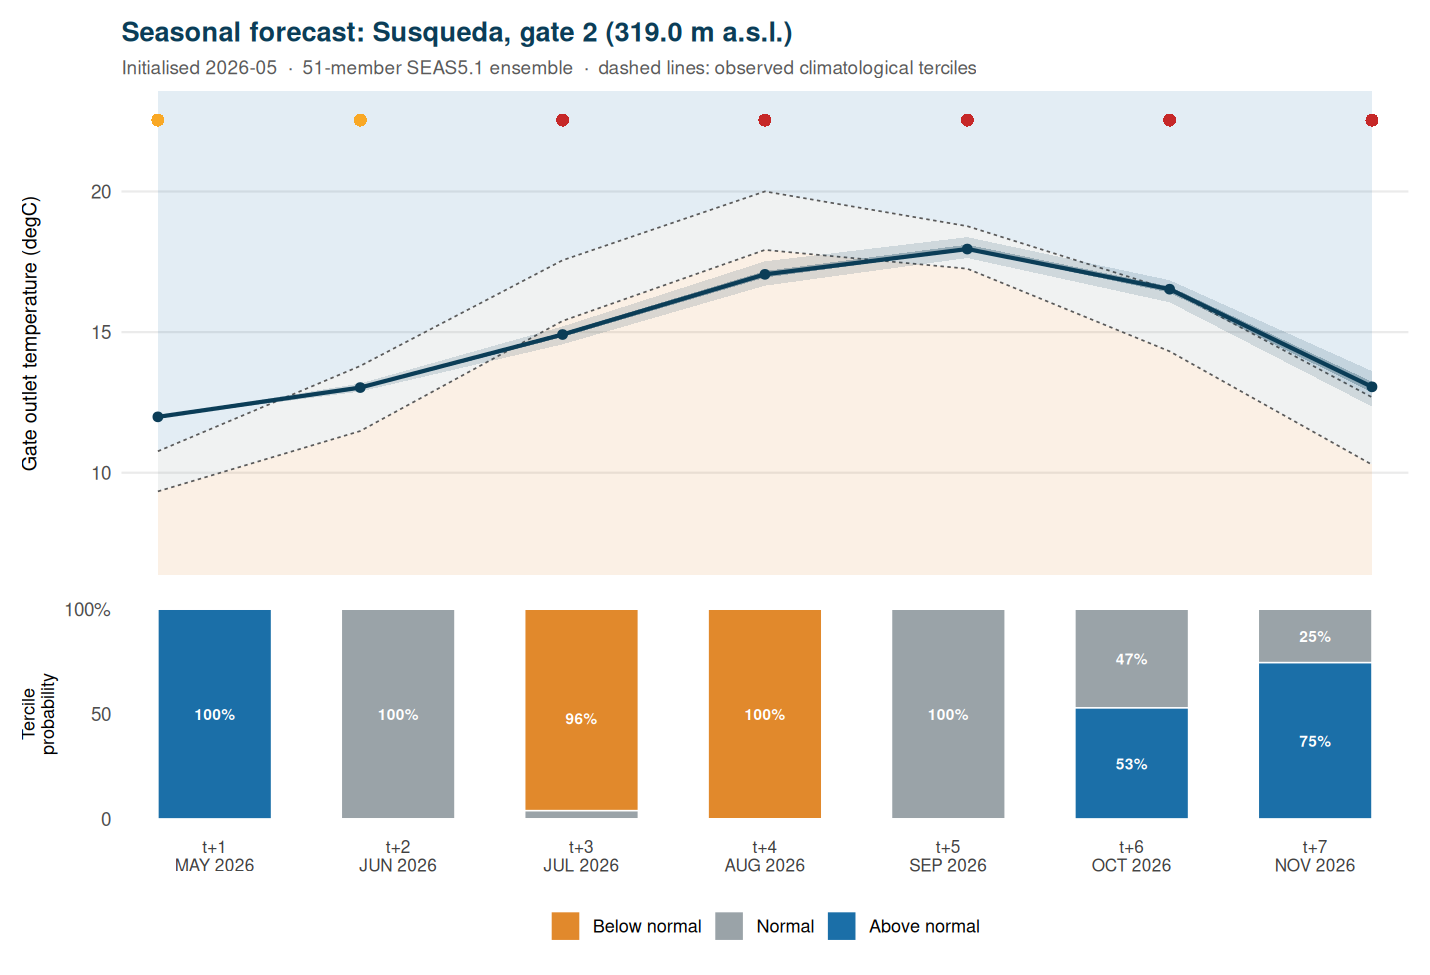 Seasonal forecast: Susqueda, gate 2 (319.0 m a.s.l.)
Initialised 2026-05 · 51-member SEAS5.1 ensemble · dashed lines: observed climatological terciles
Gate outlet temperature (degC)
20
15
10
Tercile
probability
100%
50
0
100%
100%
96%
100%
100%
47%
53%
25%
75%
t+1
MAY 2026
t+2
JUN 2026
t+3
JUL 2026
t+4
AUG 2026
t+5
SEP 2026
t+6
OCT 2026
t+7
NOV 2026
Below normal
Normal
Above normal